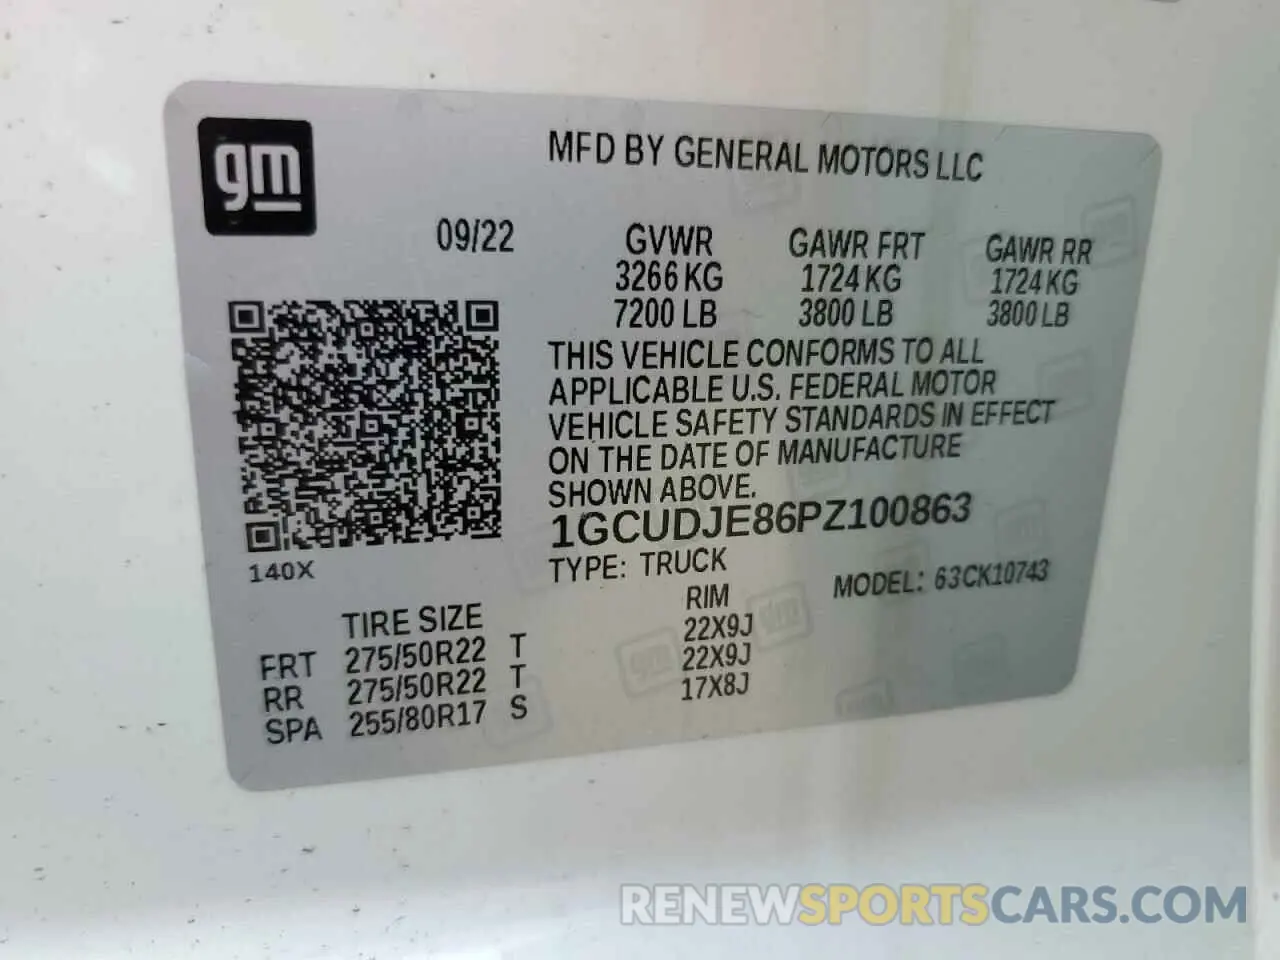 gm
MFD BY GENERAL MOTORS LLC
09/22
GVWR
3266 KG
7200 LB
GAWR FRT
1724 KG
3800 LB
GAWR RR
1724 KG
3800 LB
THIS VEHICLE CONFORMS TO ALL
APPLICABLE U.S. FEDERAL MOTOR
VEHICLE SAFETY STANDARDS IN EFFECT
ON THE DATE OF MANUFACTURE
SHOWN ABOVE.
1GCUDJE86PZ100863
TYPE: TRUCK
MODEL: 63CK10743
140X
TIRE SIZE
RIM
FRT 275/50R22 T 22X9J
RR 275/50R22 T 22X9J
SPA 255/80R17 S 17X8J
gm
gm
RENEWSPORTSCARS.COM